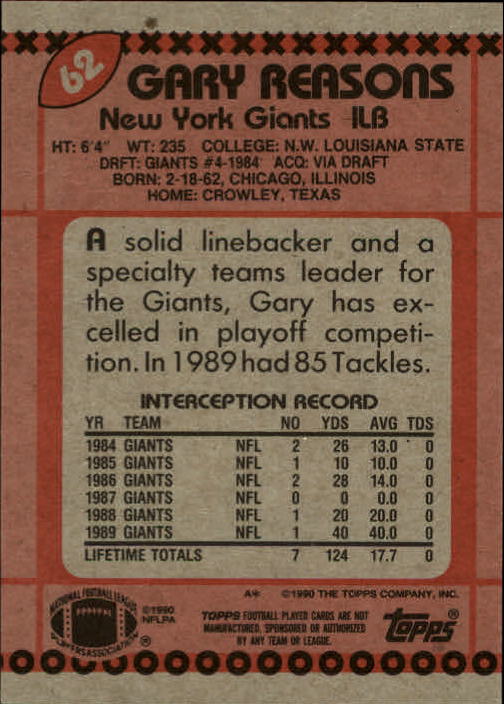 62
GARY REASONS
New York Giants ILB
HT: 6'4" WT: 235 COLLEGE: N.W. LOUISIANA STATE
DRFT: GIANTS #4-1984 ACQ: VIA DRAFT
BORN: 2-18-62, CHICAGO, ILLINOIS
HOME: CROWLEY, TEXAS
A solid linebacker and a
specialty teams leader for
the Giants, Gary has ex-
celled in playoff competi-
tion. In 1989 had 85 Tackles.
INTERCEPTION RECORD
YR TEAM NO YDS AVG TDS
1984 GIANTS NFL 2 26 13.0 0
1985 GIANTS NFL 1 10 10.0 0
1986 GIANTS NFL 2 28 14.0 0
1987 GIANTS NFL 0 0 0.0 0
1988 GIANTS NFL 1 20 20.0 0
1989 GIANTS NFL 1 40 40.0 0
LIFETIME TOTALS 7 124 17.7 0
A* ©1990 THE TOPPS COMPANY, INC.
NATIONAL FOOTBALL LEAGUE
PLAYERS ASSOCIATION ®
©1990
NFLPA
TOPPS FOOTBALL PLAYER CARDS ARE NOT
MANUFACTURED, SPONSORED OR AUTHORIZED
BY ANY TEAM OR LEAGUE.
topps®